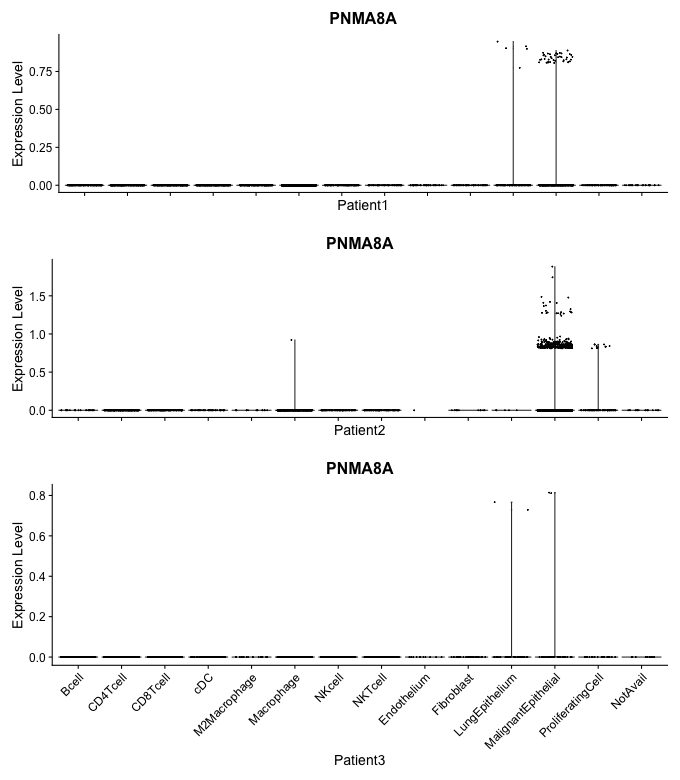 PNMA8A
Expression Level
0.75
0.50
0.25
0.00
Patient1
PNMA8A
Expression Level
1.5
1.0
0.5
0.0
Patient2
PNMA8A
Expression Level
0.8
0.6
0.4
0.2
0.0
Bcell
CD4Tcell
CD8Tcell
cDC
M2Macrophage
Macrophage
NKcell
NKTcell
Endothelium
Fibroblast
LungEpithelium
MalignantEpithelial
ProliferatingCell
NotAvail
Patient3